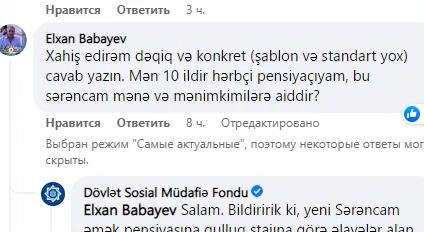 Нравится Ответить 3 ч.
Elxan Babayev
Xahiş edirəm dəqiq və konkret (şablon və standart yox)
cavab yazın. Mən 10 ildir hərbçi pensiyaçıyam, bu
sərəncam mənə və mənimkimilərə aiddir?
Нравится Ответить 8 ч. Отредактировано
Выбран режим "Самые актуальные", поэтому некоторые ответы мог
скрыты.
Dövlət Sosial Müdafiə Fondu
Elxan Babayev Salam. Bildiririk ki, yeni Sərəncam
əmək pensiyasına qulluq stajına görə əlavələr alan